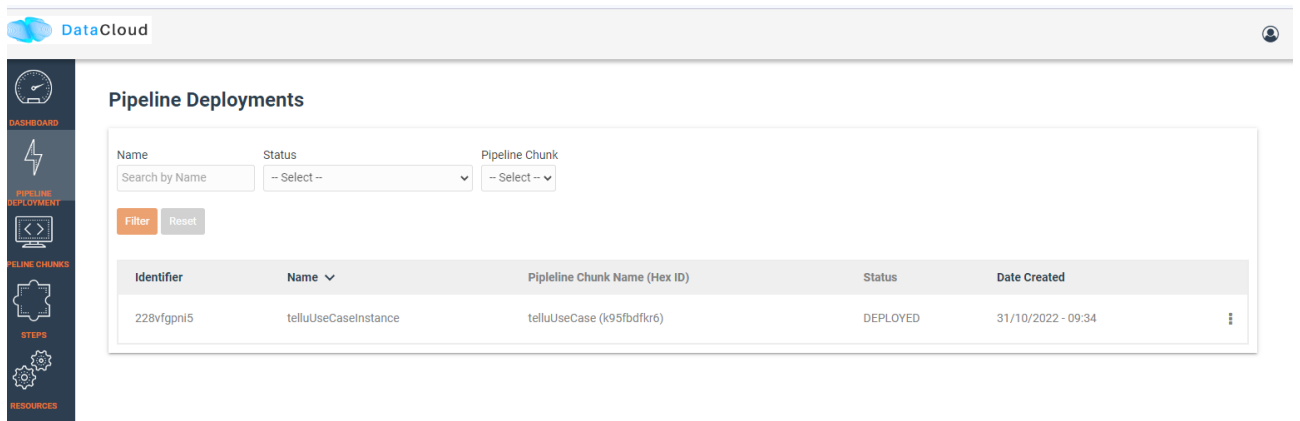 DataCloud
DASHBOARD
PIPELINE
DEPLOYMENT
PELINE CHUNKS
STEPS
RESOURCES
Pipeline Deployments
Name Status Pipeline Chunk
Search by Name -- Select -- -- Select --
Filter Reset
Identifier Name Pipleline Chunk Name (Hex ID) Status Date Created
228vfgpni5 telluUseCaseInstance telluUseCase (k95fbdfkr6) DEPLOYED 31/10/2022 - 09:34